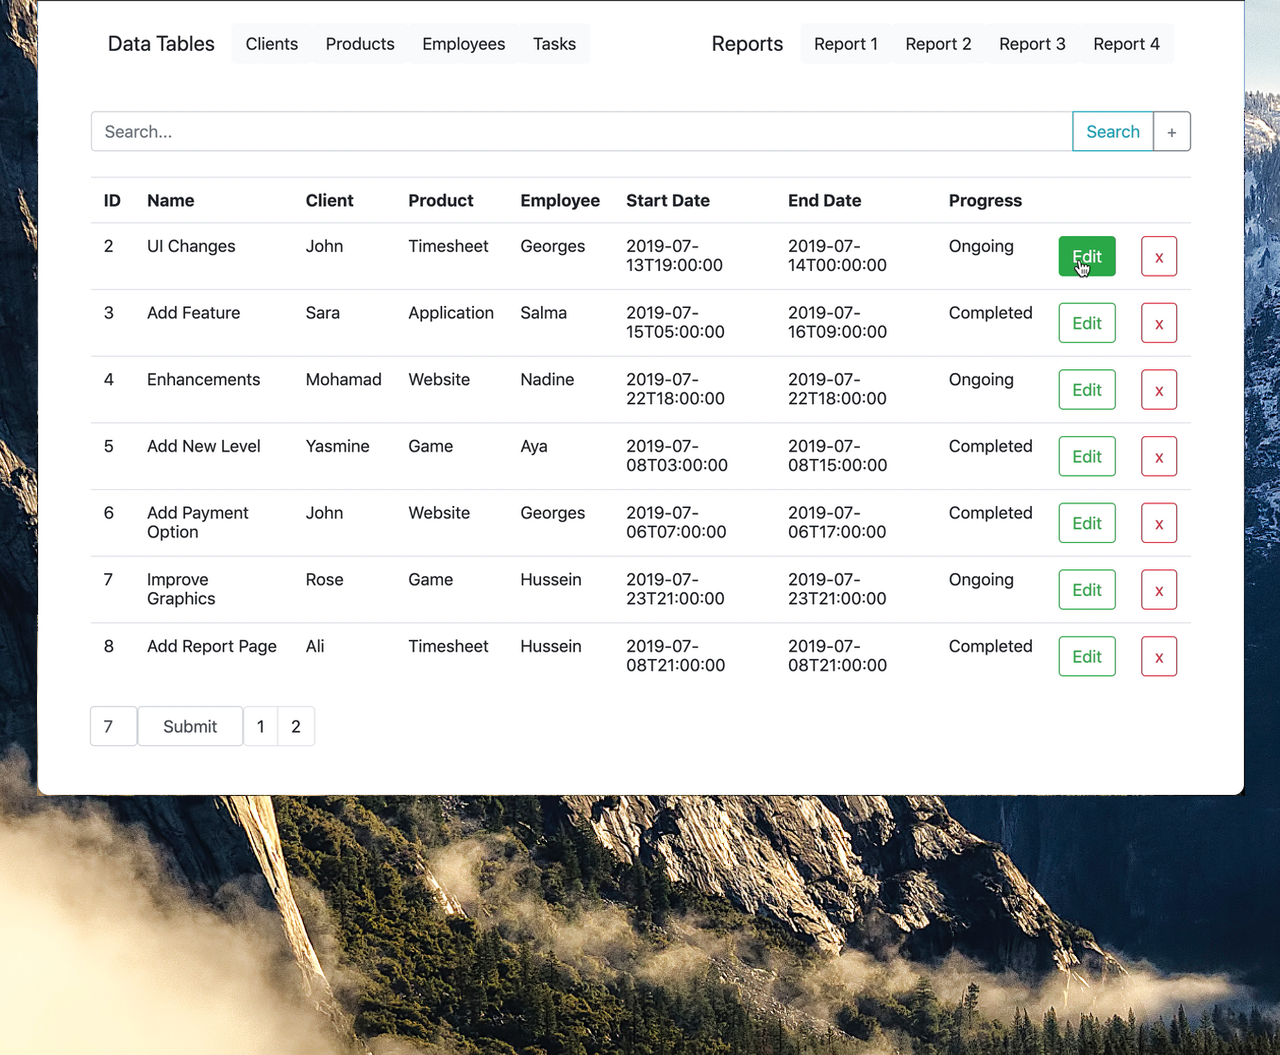 Data Tables Clients Products Employees Tasks Reports Report 1 Report 2 Report 3 Report 4
Search... Search +
ID Name Client Product Employee Start Date End Date Progress
2 UI Changes John Timesheet Georges 2019-07- 2019-07- Ongoing Edit x
13T19:00:00 14T00:00:00
3 Add Feature Sara Application Salma 2019-07- 2019-07- Completed Edit x
15T05:00:00 16T09:00:00
4 Enhancements Mohamad Website Nadine 2019-07- 2019-07- Ongoing Edit x
22T18:00:00 22T18:00:00
5 Add New Level Yasmine Game Aya 2019-07- 2019-07- Completed Edit x
08T03:00:00 08T15:00:00
6 Add Payment John Website Georges 2019-07- 2019-07- Completed Edit x
Option 06T07:00:00 06T17:00:00
7 Improve Rose Game Hussein 2019-07- 2019-07- Ongoing Edit x
Graphics 23T21:00:00 23T21:00:00
8 Add Report Page Ali Timesheet Hussein 2019-07- 2019-07- Completed Edit x
08T21:00:00 08T21:00:00
7 Submit 1 2